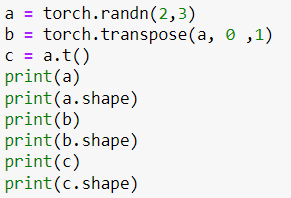 a = torch.randn(2,3)
b = torch.transpose(a, 0 ,1)
c = a.t()
print(a)
print(a.shape)
print(b)
print(b.shape)
print(c)
print(c.shape)